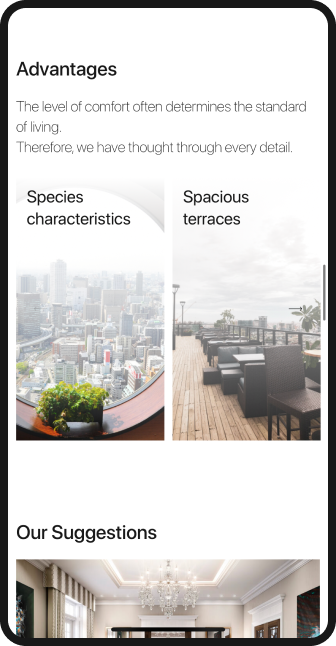 Advantages
The level of comfort often determines the standard
of living.
Therefore, we have thought through every detail.
Species
characteristics
Spacious
terraces
Our Suggestions